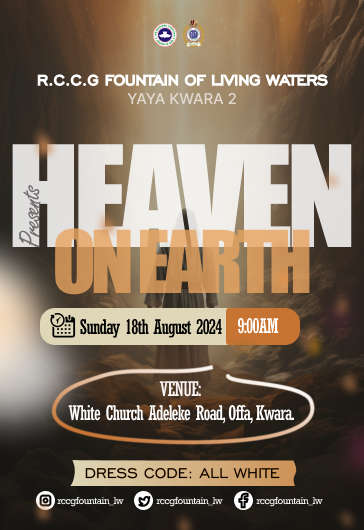 R.C.C.G FOUNTAIN OF LIVING WATERS
YAYA KWARA 2
Presents
HEAVEN
ON EARTH
Sunday 18th August 2024 9:00AM
VENUE:
White Church Adeleke Road, Offa, Kwara.
DRESS CODE: ALL WHITE
rccgfountain_lw rccgfountain_lw rccgfountain_lw